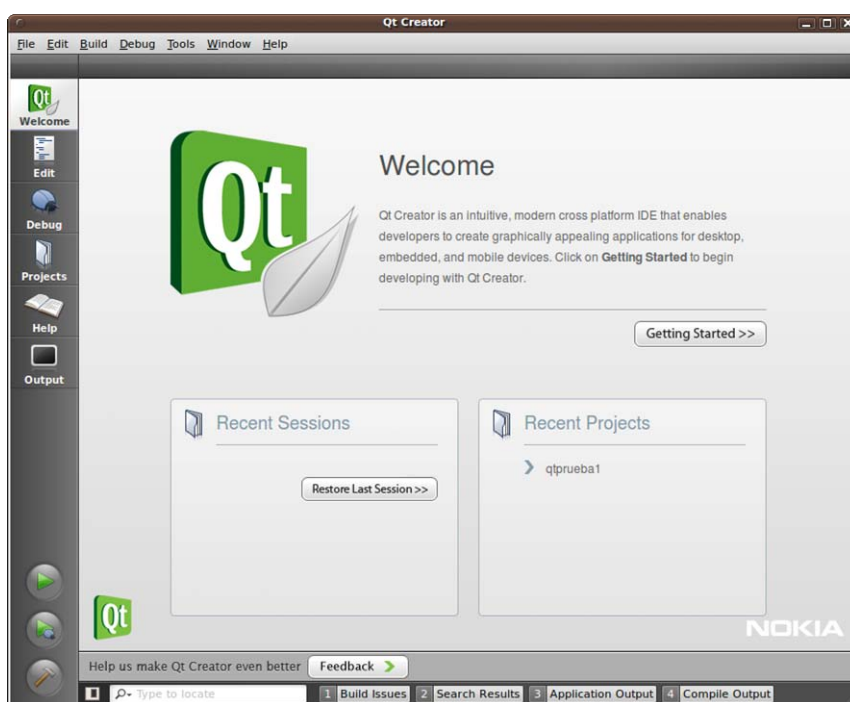 Qt Creator
File Edit Build Debug Tools Window Help
Qt
Welcome
Edit
Debug
Projects
Help
Output
Qt
Welcome
Qt Creator is an intuitive, modern cross platform IDE that enables
developers to create graphically appealing applications for desktop,
embedded, and mobile devices. Click on Getting Started to begin
developing with Qt Creator.
Getting Started >>
Recent Sessions
Restore Last Session >>
Recent Projects
qtprueba1
Qt
NOKIA
Help us make Qt Creator even better Feedback
Type to locate 1 Build Issues 2 Search Results 3 Application Output 4 Compile Output